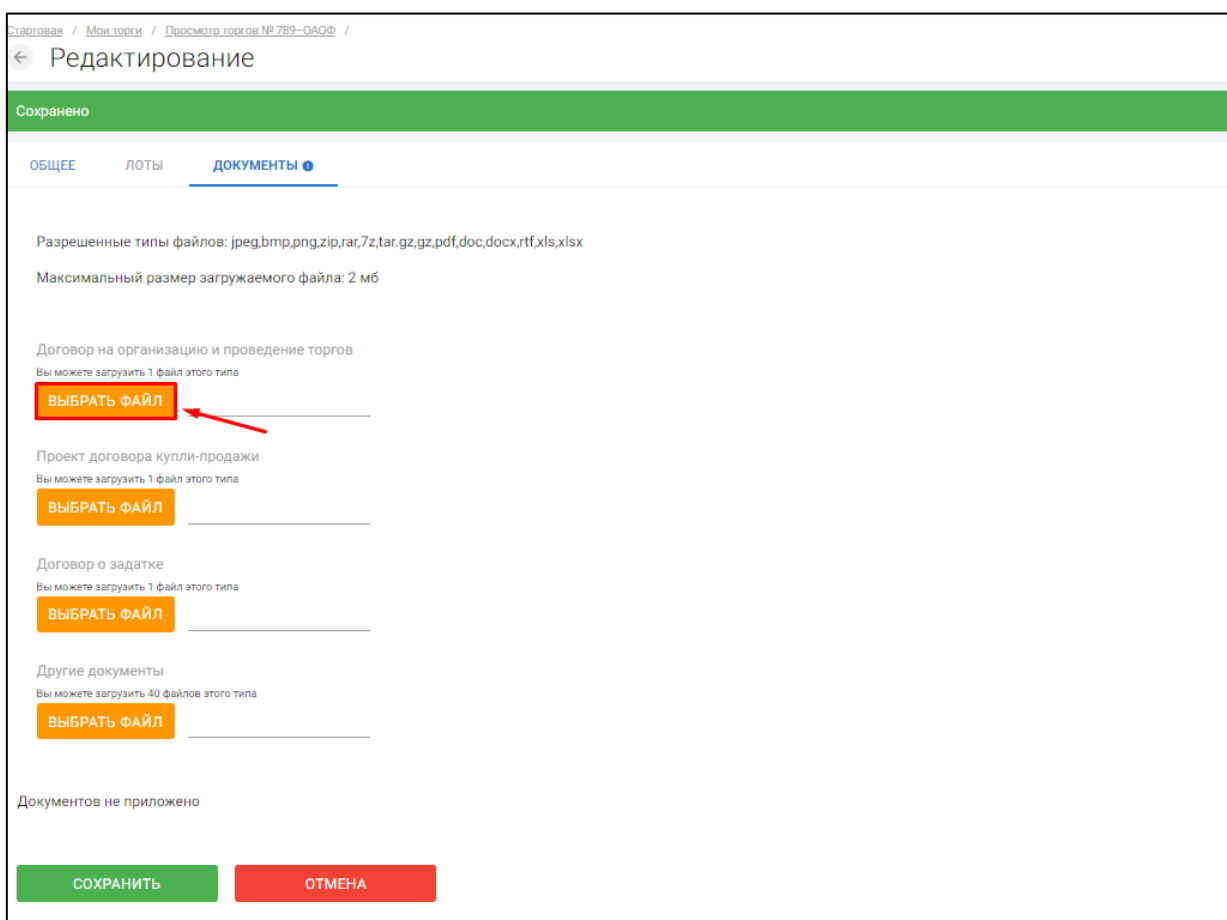 Стартовая / Мои торги / Просмотр торгов № 789–ОАОФ /
Редактирование
Сохранено
ОБЩЕЕ ЛОТЫ ДОКУМЕНТЫ
Разрешенные типы файлов: jpeg,bmp,png,zip,rar,7z,tar.gz,gz,pdf,doc,docx,rtf,xls,xlsx
Максимальный размер загружаемого файла: 2 мб
Договор на организацию и проведение торгов
Вы можете загрузить 1 файл этого типа
ВЫБРАТЬ ФАЙЛ
Проект договора купли-продажи
Вы можете загрузить 1 файл этого типа
ВЫБРАТЬ ФАЙЛ
Договор о задатке
Вы можете загрузить 1 файл этого типа
ВЫБРАТЬ ФАЙЛ
Другие документы
Вы можете загрузить 40 файлов этого типа
ВЫБРАТЬ ФАЙЛ
Документов не приложено
СОХРАНИТЬ ОТМЕНА